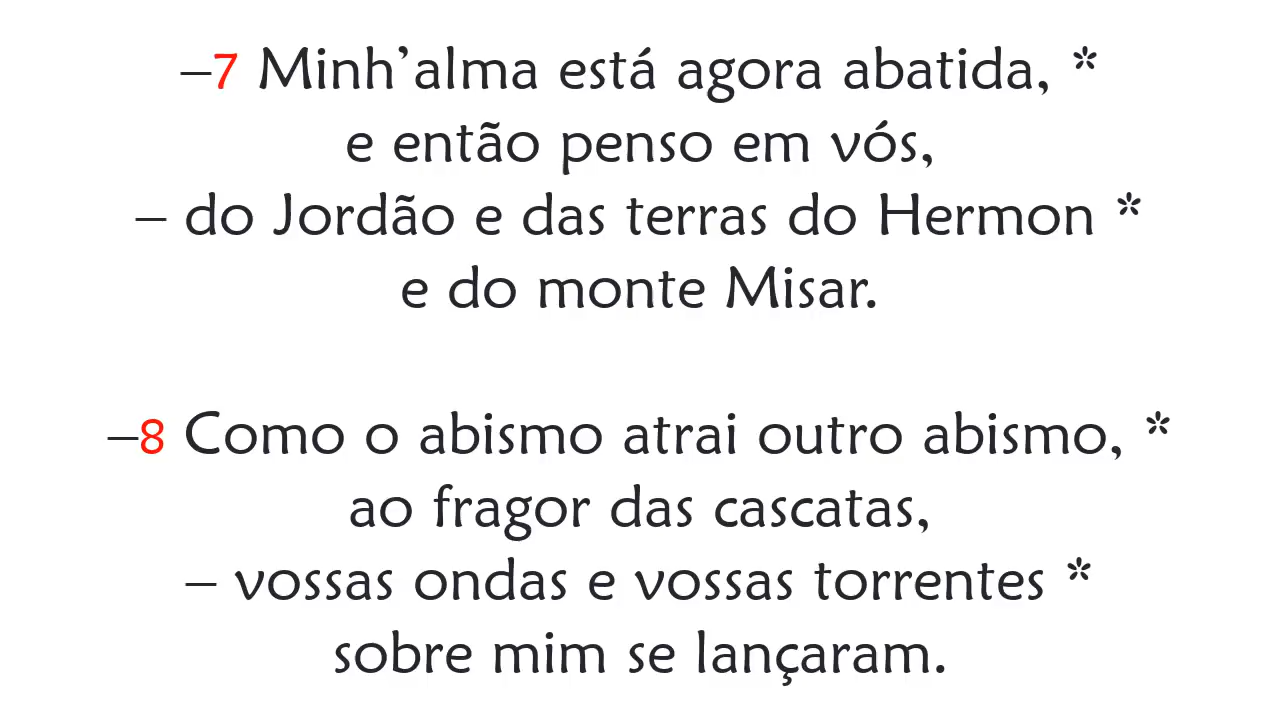 –7 Minh’alma está agora abatida, *
e então penso em vós,
– do Jordão e das terras do Hermon *
e do monte Misar.
–8 Como o abismo atrai outro abismo, *
ao fragor das cascatas,
– vossas ondas e vossas torrentes *
sobre mim se lançaram.